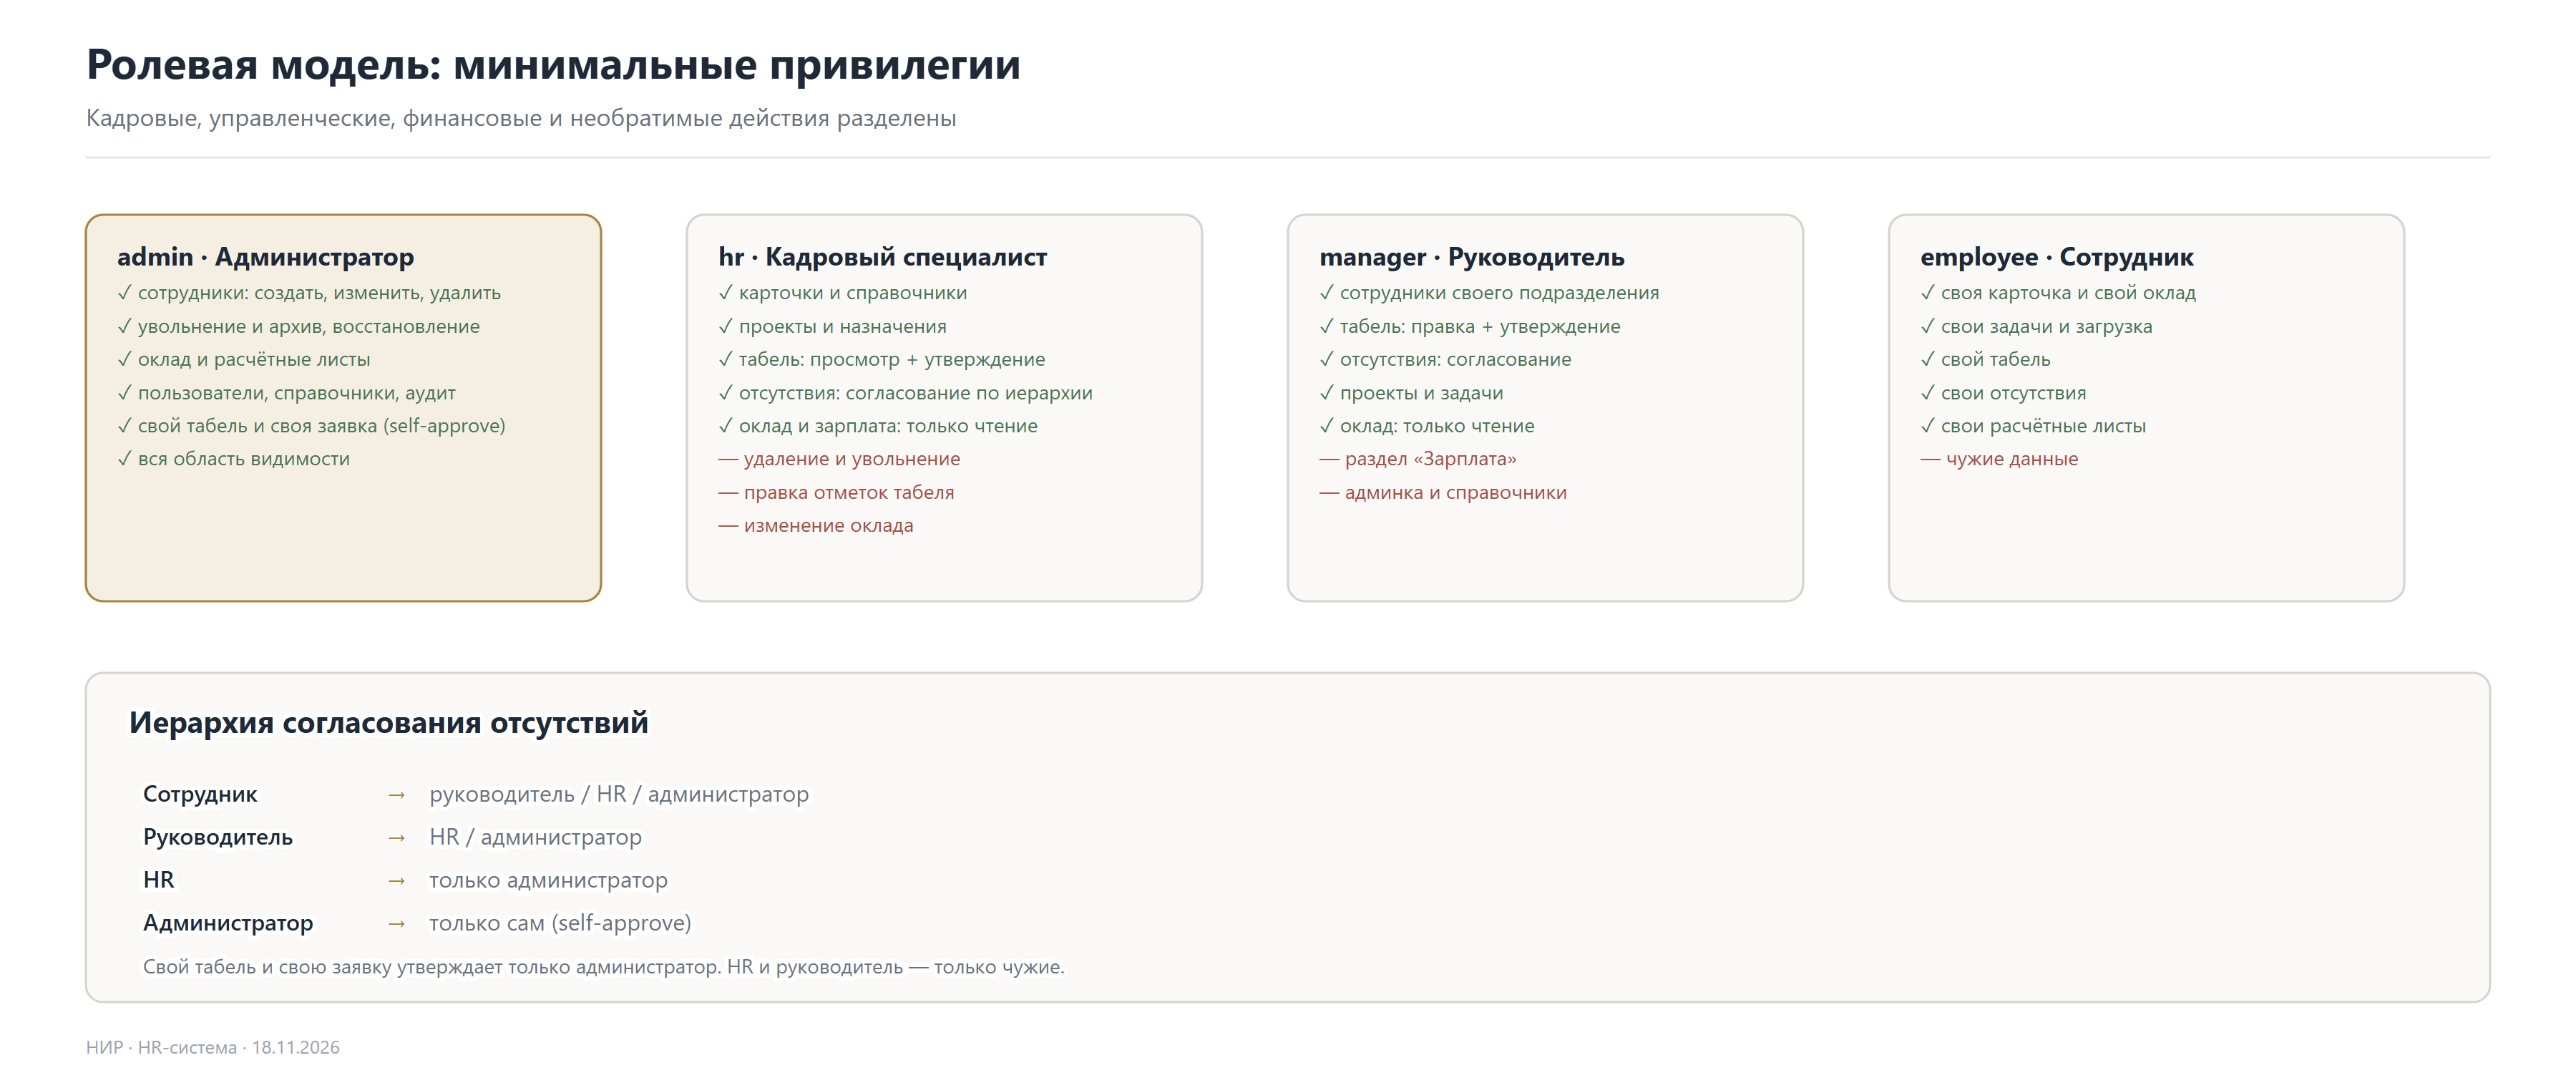 Ролевая модель: минимальные привилегии
Кадровые, управленческие, финансовые и необратимые действия разделены
admin · Администратор
✓ сотрудники: создать, изменить, удалить
✓ увольнение и архив, восстановление
✓ оклад и расчётные листы
✓ пользователи, справочники, аудит
✓ свой табель и своя заявка (self-approve)
✓ вся область видимости
hr · Кадровый специалист
✓ карточки и справочники
✓ проекты и назначения
✓ табель: просмотр + утверждение
✓ отсутствия: согласование по иерархии
✓ оклад и зарплата: только чтение
— удаление и увольнение
— правка отметок табеля
— изменение оклада
manager · Руководитель
✓ сотрудники своего подразделения
✓ табель: правка + утверждение
✓ отсутствия: согласование
✓ проекты и задачи
✓ оклад: только чтение
— раздел «Зарплата»
— админка и справочники
employee · Сотрудник
✓ своя карточка и свой оклад
✓ свои задачи и загрузка
✓ свой табель
✓ свои отсутствия
✓ свои расчётные листы
— чужие данные
Иерархия согласования отсутствий
Сотрудник → руководитель / HR / администратор
Руководитель → HR / администратор
HR → только администратор
Администратор → только сам (self-approve)
Свой табель и свою заявку утверждает только администратор. HR и руководитель — только чужие.
НИР · HR-система · 18.11.2026